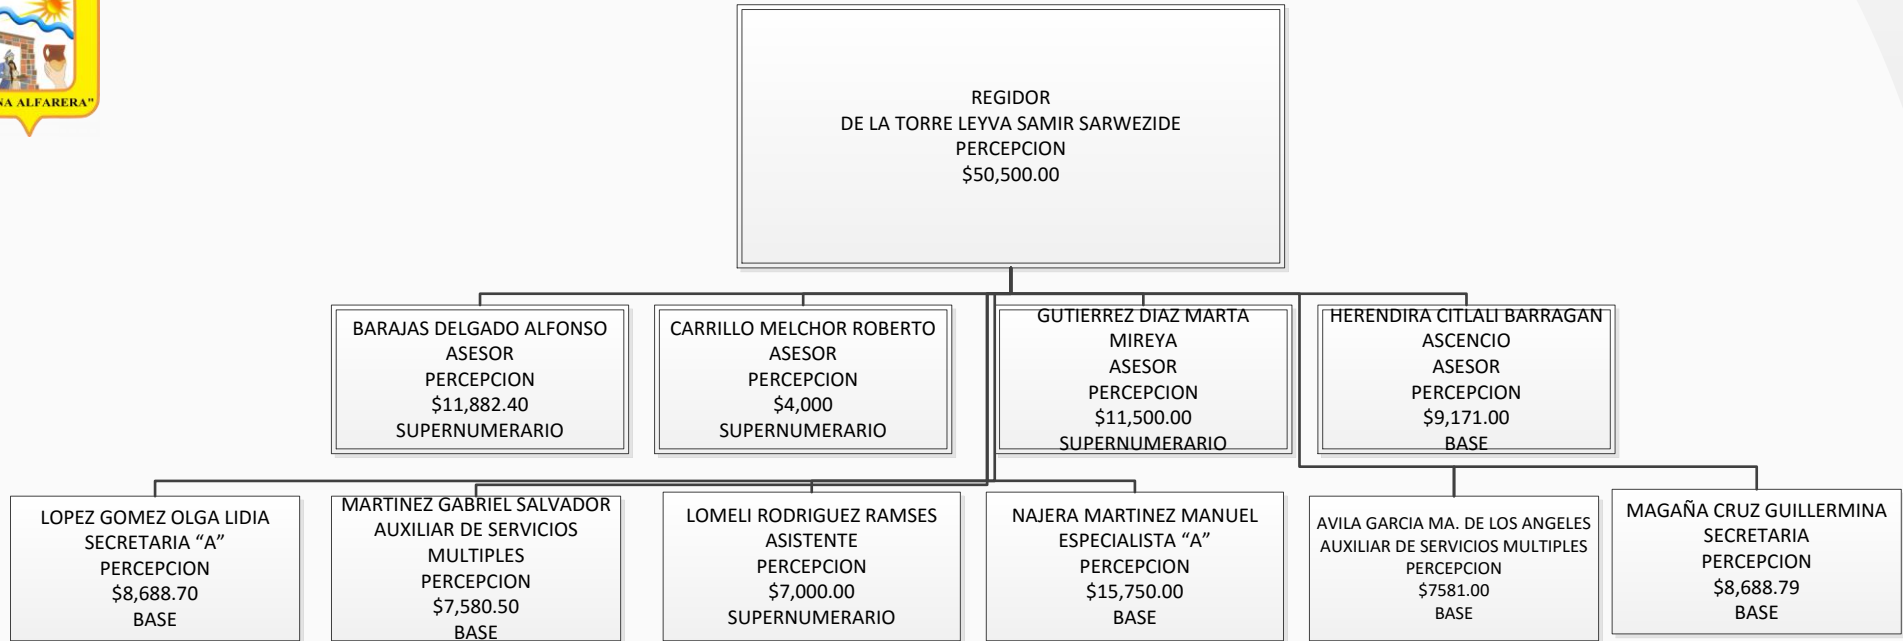 NA ALFARERA"
REGIDOR
DE LA TORRE LEYVA SAMIR SARWEZIDE
PERCEPCION
$50,500.00
BARAJAS DELGADO ALFONSO
ASESOR
PERCEPCION
$11,882.40
SUPERNUMERARIO
CARRILLO MELCHOR ROBERTO
ASESOR
PERCEPCION
$4,000
SUPERNUMERARIO
GUTIERREZ DIAZ MARTA
MIREYA
ASESOR
PERCEPCION
$11,500.00
SUPERNUMERARIO
HERENDIRA CITLALI BARRAGAN
ASCENCIO
ASESOR
PERCEPCION
$9,171.00
BASE
LOPEZ GOMEZ OLGA LIDIA
SECRETARIA “A”
PERCEPCION
$8,688.70
BASE
MARTINEZ GABRIEL SALVADOR
AUXILIAR DE SERVICIOS
MULTIPLES
PERCEPCION
$7,580.50
BASE
LOMELI RODRIGUEZ RAMSES
ASISTENTE
PERCEPCION
$7,000.00
SUPERNUMERARIO
NAJERA MARTINEZ MANUEL
ESPECIALISTA “A”
PERCEPCION
$15,750.00
BASE
AVILA GARCIA MA. DE LOS ANGELES
AUXILIAR DE SERVICIOS MULTIPLES
PERCEPCION
$7581.00
BASE
MAGAÑA CRUZ GUILLERMINA
SECRETARIA
PERCEPCION
$8,688.79
BASE